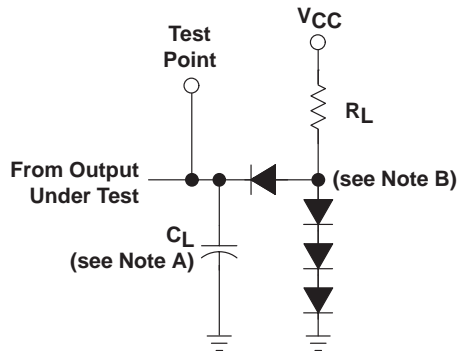 Test
Point
VCC
RL
From Output
Under Test
(see Note B)
CL
(see Note A)